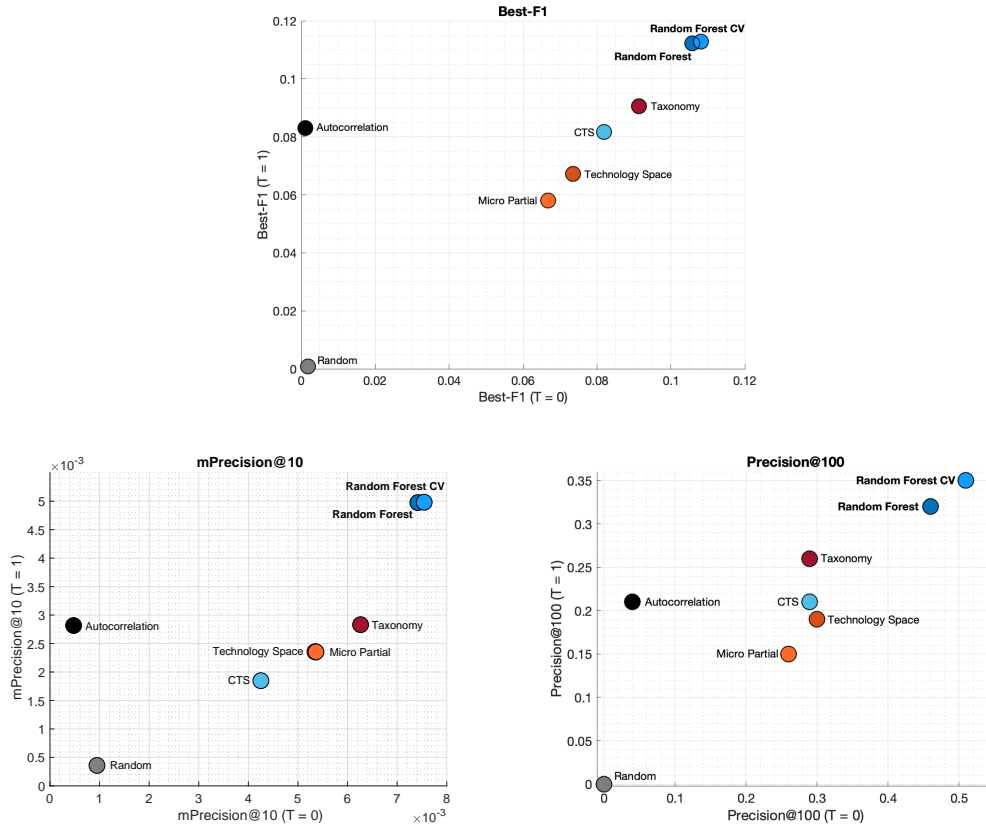 Best-F1
0.12
Random Forest CV
Random Forest
0.1
Taxonomy
Autocorrelation
CTS
0.08
Technology Space
Micro Partial
0.06
0.04
0.02
Random
0
Best-F1 (T = 1)
0 0.02 0.04 0.06 0.08 0.1 0.12
Best-F1 (T = 0)
×10⁻³
mPrecision@10
Random Forest CV
5
Random Forest
4.5
4
3.5
3
Autocorrelation
Taxonomy
2.5
Technology Space
Micro Partial
2
CTS
1.5
1
0.5
Random
0
mPrecision@10 (T = 1)
0 1 2 3 4 5 6 7 8
mPrecision@10 (T = 0)
×10⁻³
Precision@100
0.35
Random Forest CV
Random Forest
0.3
Taxonomy
0.25
Autocorrelation
CTS
0.2
Technology Space
Micro Partial
0.15
0.1
0.05
Random
0
Precision@100 (T = 1)
0 0.1 0.2 0.3 0.4 0.5
Precision@100 (T = 0)